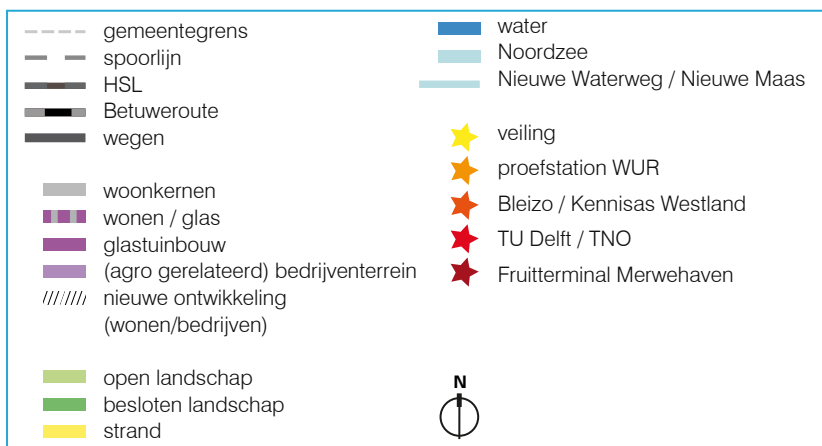 gemeentegrens
spoorlijn
HSL
Betuweroute
wegen
woonkernen
wonen / glas
glastuinbouw
(agro gerelateerd) bedrijventerrein
nieuwe ontwikkeling
(wonen/bedrijven)
open landschap
besloten landschap
strand
water
Noordzee
Nieuwe Waterweg / Nieuwe Maas
veiling
proefstation WUR
Bleizo / Kennisas Westland
TU Delft / TNO
Fruitterminal Merwehaven
N